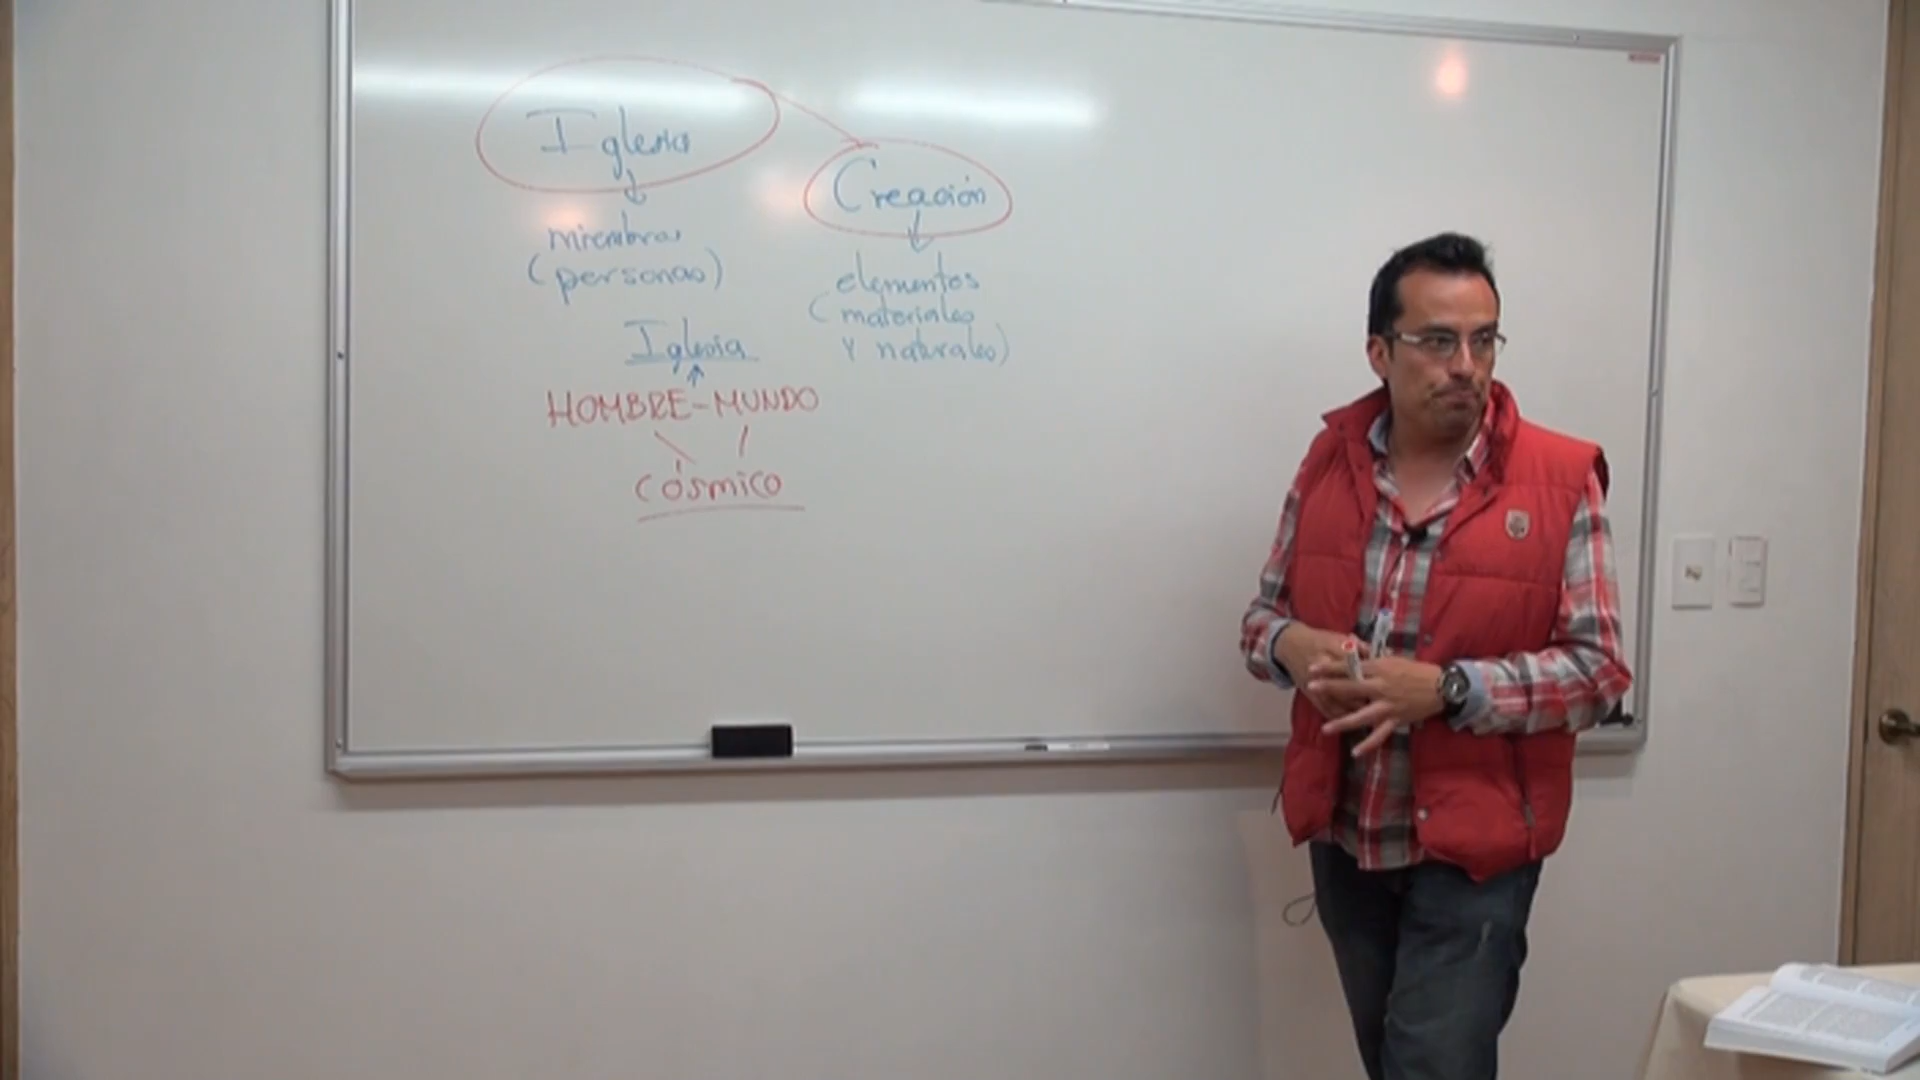 Iglesia
Creación
miembros
(personas)
elementos
(materiales
y naturales)
Iglesia
HOMBRE-MUNDO
CÓSMICO